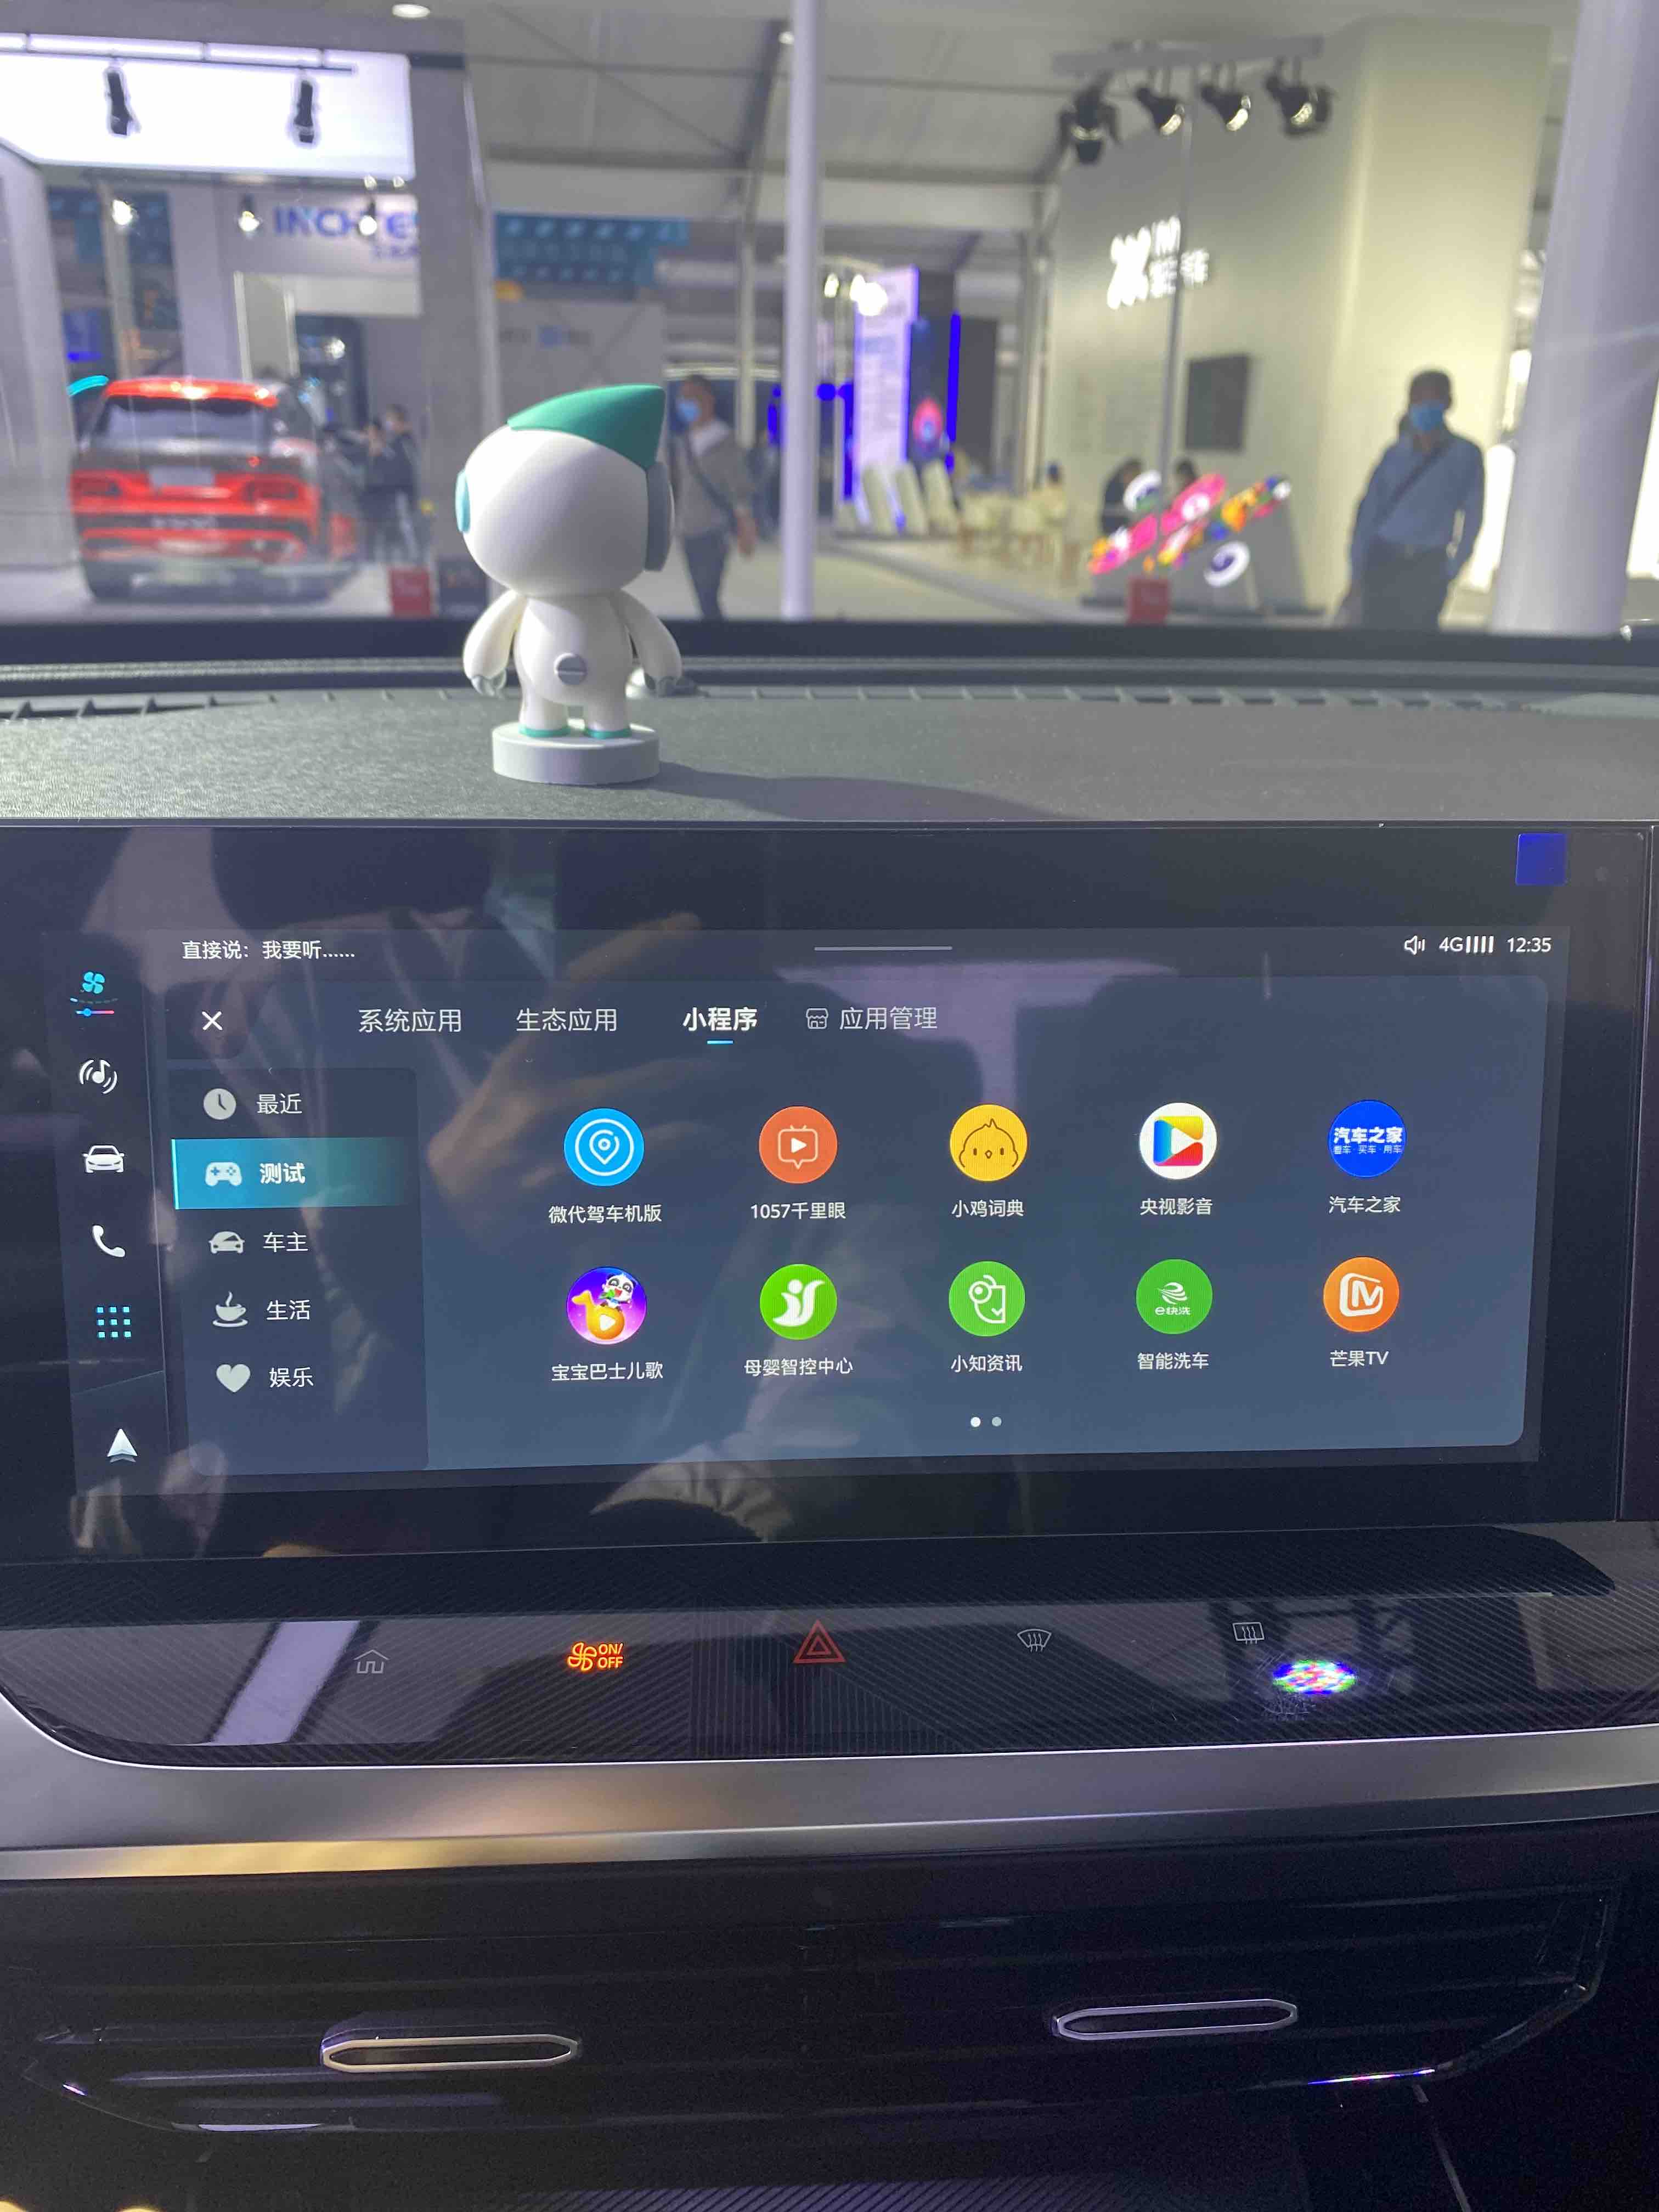 直接说：我要听......
4G 12:35
系统应用 生态应用 小程序 应用管理
最近
测试
车主
生活
娱乐
微代驾车机版 1057千里眼 小鸡词典 央视影音 汽车之家
汽车之家
看车·买车·用车
宝宝巴士儿歌 母婴智控中心 小知资讯 智能洗车 芒果TV
e快洗
ON/
OFF